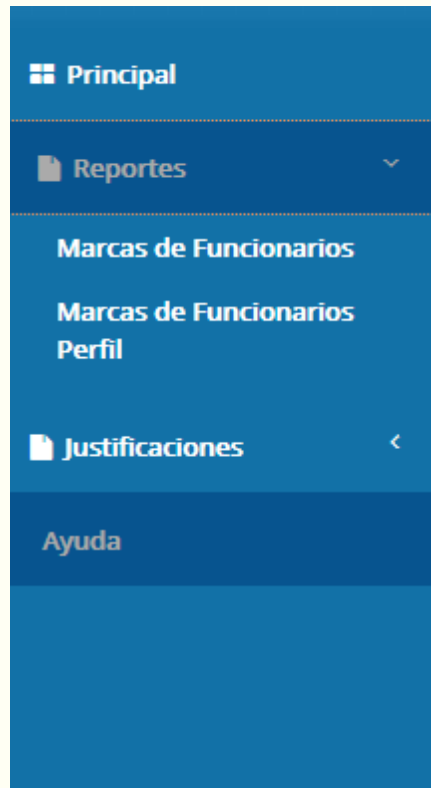 Principal
Reportes
Marcas de Funcionarios
Marcas de Funcionarios
Perfil
Justificaciones
Ayuda